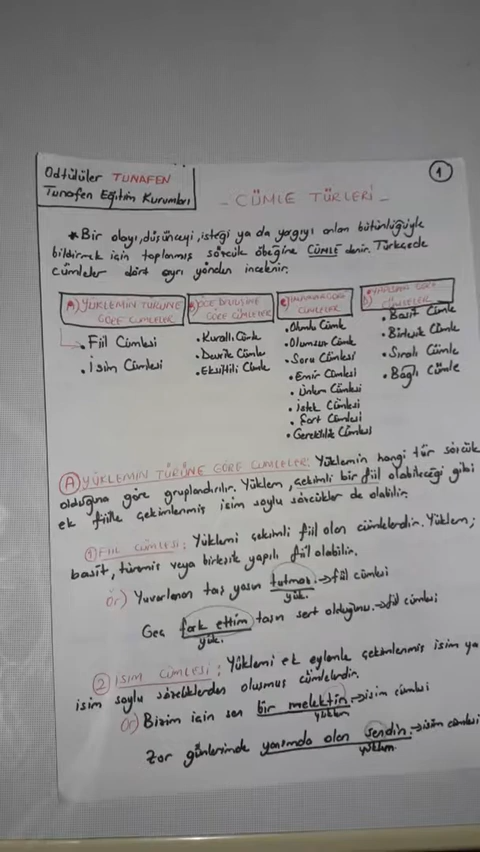 Odtülüler TUNAFEN
Tunafen Eğitim Kurumları
1
- CÜMLE TÜRLERİ -
* Bir olayı, düşünceyi, isteği ya da yargıyı anlam bütünlüğüyle
bildirmek için toplanmış sözcük öbeğine CÜMLE denir. Türkçede
cümleler dört ayrı yönden incelenir.
A) YÜKLEMİN TÜRÜNE GÖRE CÜMLELER
• Fiil Cümlesi
• İsim Cümlesi
B) ÖGE DİZİLİŞİNE GÖRE CÜMLELER
• Kurallı Cümle
• Devrik Cümle
• Eksiltili Cümle
C) GÖRE CÜMLELER
• Olumlu Cümle
• Olumsuz Cümle
• Soru Cümlesi
• Emir Cümlesi
• Ünlem Cümlesi
• İstek Cümlesi
• Şart Cümlesi
• Gereklilik Cümlesi
D) GÖRE CÜMLELER
• Basit Cümle
• Birleşik Cümle
• Sıralı Cümle
• Bağlı Cümle
A) YÜKLEMİN TÜRÜNE GÖRE CÜMLELER: Yüklemin hangi tür sözcük
olduğuna göre gruplandırılır. Yüklem, çekimli bir fiil olabileceği gibi
ek fiille çekimlenmiş isim soylu sözcükler de olabilir.
1) FİİL CÜMLESİ: Yüklemi çekimli fiil olan cümlelerdir. Yüklem;
basit, türemiş veya birleşik yapılı fiil olabilir.
Ör) Yuvarlanan taş yosun tutmaz. → fiil cümlesi
yük.
Geç fark ettim taşın sert olduğunu. → fiil cümlesi
yük.
2 İSİM CÜMLESİ: Yüklemi ek eylemle çekimlenmiş isim ya
isim soylu sözcüklerden oluşmuş cümlelerdir.
Ör) Bizim için sen bir melektin. → isim cümlesi
yüklem
Zor günlerimde yanımda olan sendin. → isim cümlesi
yüklem